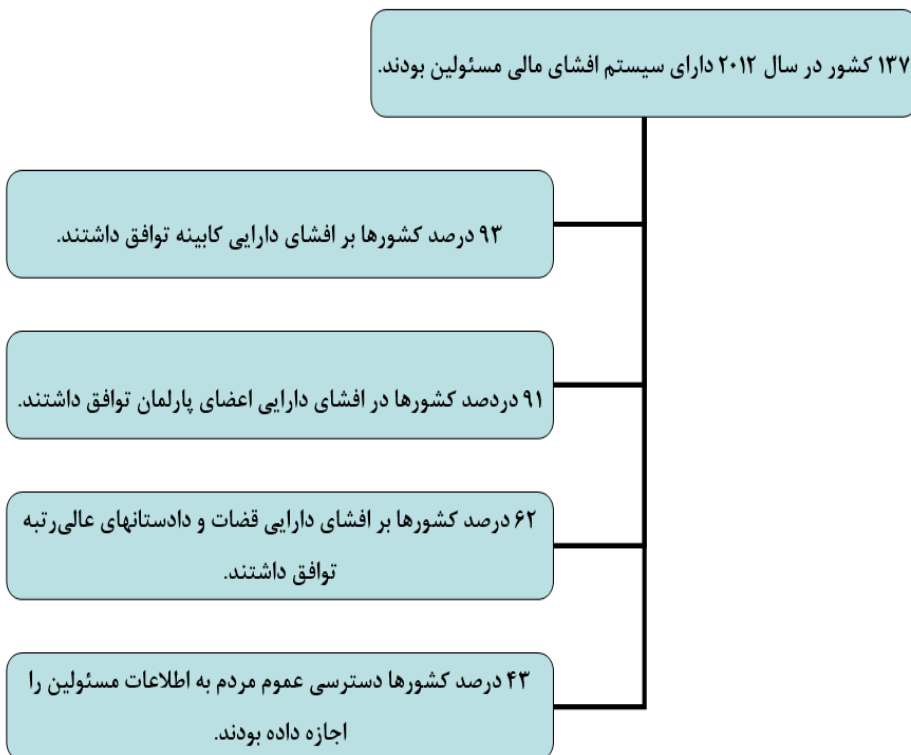 ۱۳۷ کشور در سال ۲۰۱۲ دارای سیستم افشای مالی مسئولین بودند.
۹۳ درصد کشورها بر افشای دارایی کابینه توافق داشتند.
۹۱ دردصد کشورها در افشای دارایی اعضای پارلمان توافق داشتند.
۶۲ درصد کشورها بر افشای دارایی قضات و دادستانهای عالی‌رتبه
توافق داشتند.
۴۳ درصد کشورها دسترسی عموم مردم به اطلاعات مسئولین را
اجازه داده بودند.